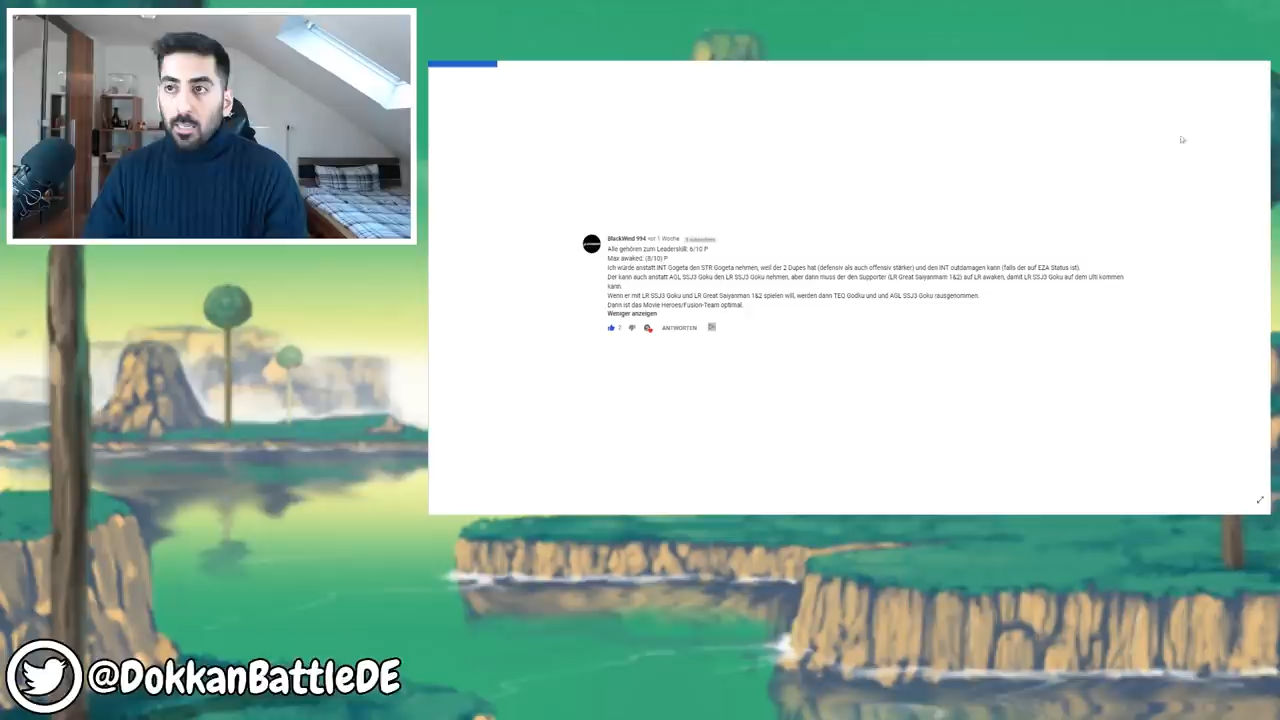 BlackWed 994 vor 1 Woche
Alle gehören zum Leaderskill: 6/10 P
Max awaked: (8/10) P
Ich würde anstatt INT Gogeta den STR Gogeta nehmen, weil der 2 Dupes hat (defensiv als auch offensiv stärker) und den INT outdamagen kann (falls der auf EZA Status ist).
Der kann auch anstatt AGL SSJ3 Goku den LR SSJ3 Goku nehmen, aber dann muss der den Supporter (LR Great Saiyanmam 1&2) auf LR awaken, damit LR SSJ3 Goku auf dem Ulti kommen
kann.
Wenn er mit LR SSJ3 Goku und LR Great Saiyanman 1&2 spielen will, werden dann TEQ Godku und und AGL SSJ3 Goku rausgenommen.
Dann ist das Movie Heroes/Fusion-Team optimal.
Weniger anzeigen
2 ANTWORTEN
@DokkanBattleDE